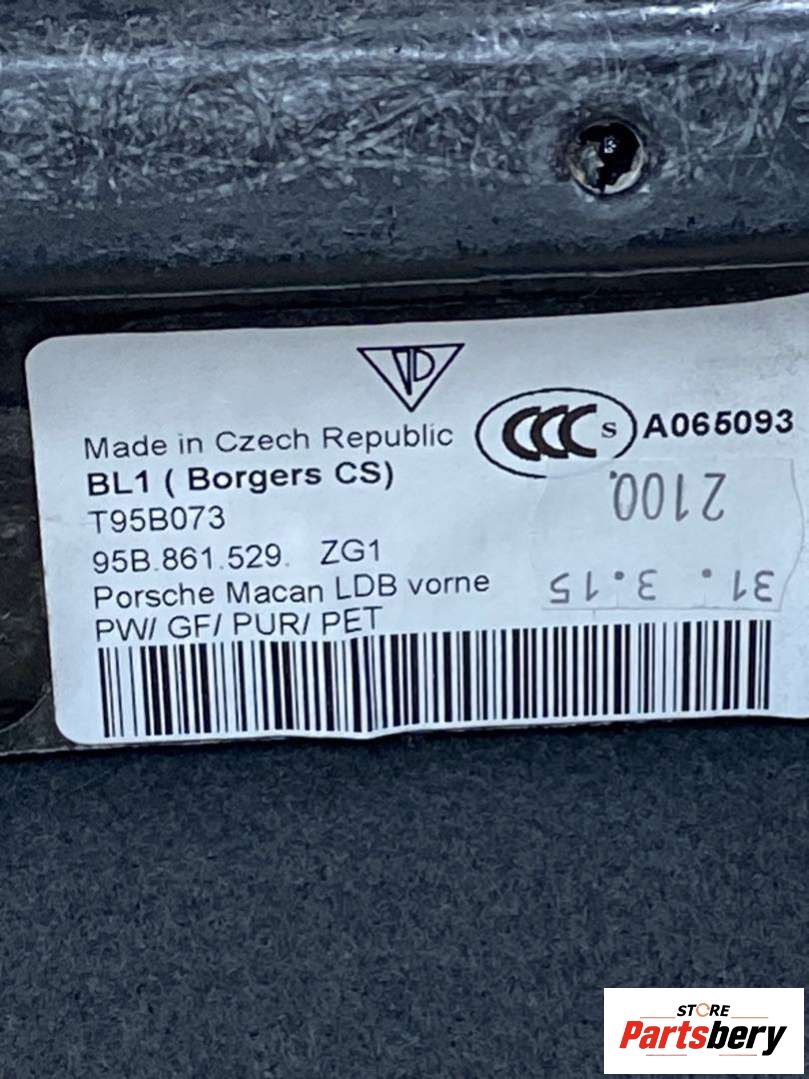 Made in Czech Republic
BL1 ( Borgers CS)
T95B073
95B.861.529. ZG1
Porsche Macan LDB vorne
PW/ GF/ PUR/ PET
CCC S A065093
2100.
31. 3.15
STORE
Partsbery